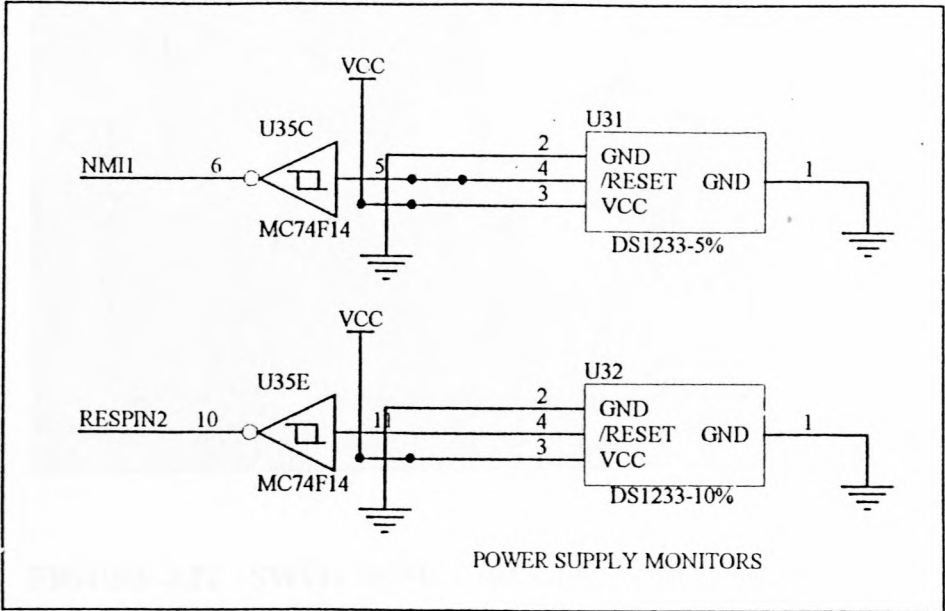 VCC
U35C
U31
NMI1 6 5 2 GND
4 /RESET GND 1
3 VCC
MC74F14
DS1233-5%
VCC
U35E
U32
RESPIN2 10 11 2 GND
4 /RESET GND 1
3 VCC
MC74F14
DS1233-10%
POWER SUPPLY MONITORS